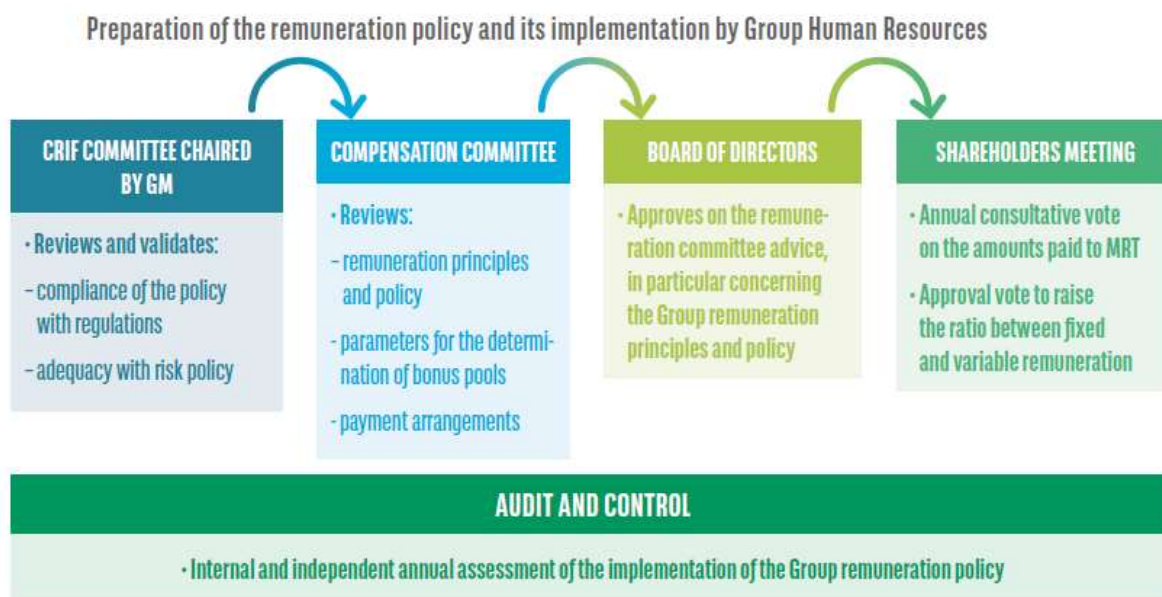 Preparation of the remuneration policy and its implementation by Group Human Resources
CRIF COMMITTEE CHAIRED
BY GM
· Reviews and validates:
– compliance of the policy
with regulations
– adequacy with risk policy
COMPENSATION COMMITTEE
· Reviews:
– remuneration principles
and policy
- parameters for the determi-
nation of bonus pools
- payment arrangements
BOARD OF DIRECTORS
· Approves on the remune-
ration committee advice,
in particular concerning
the Group remuneration
principles and policy
SHAREHOLDERS MEETING
· Annual consultative vote
on the amounts paid to MRT
· Approval vote to raise
the ratio between fixed
and variable remuneration
AUDIT AND CONTROL
· Internal and independent annual assessment of the implementation of the Group remuneration policy